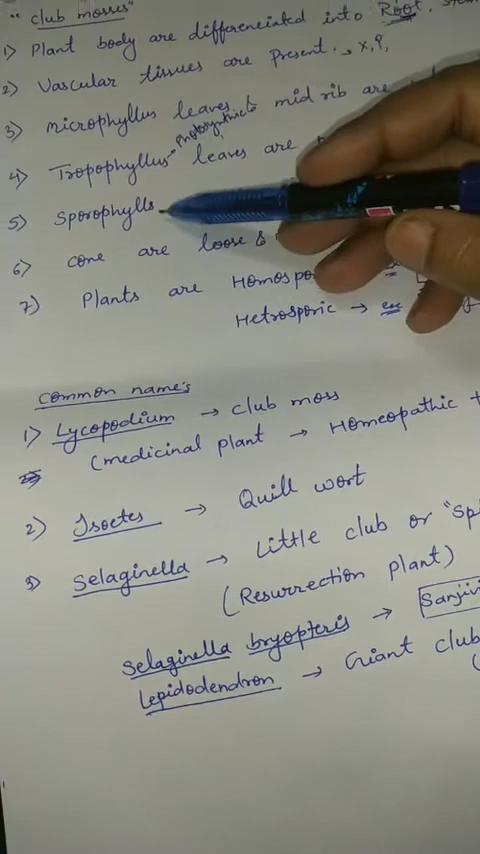 "club mosses"
1) Plant body are differenciated into Root,
2) Vascular tissues are present. → X, P,
3) microphyllus leaves, mid rib are
Photosynthic
4) Tropophyllus - leaves are
5) Sporophylls
6) cone are loose &
7) Plants are Homospo
Hetrosporic → ex
Common name's
1) Lycopodium → club moss
(medicinal plant → Homeopathic
2) Isoetes → Quill wort
3) Selaginella → Little club or "Sp
(Resurrection plant)
Selaginella bryopteris → Sanjiv
Lepidodendron → Giant club